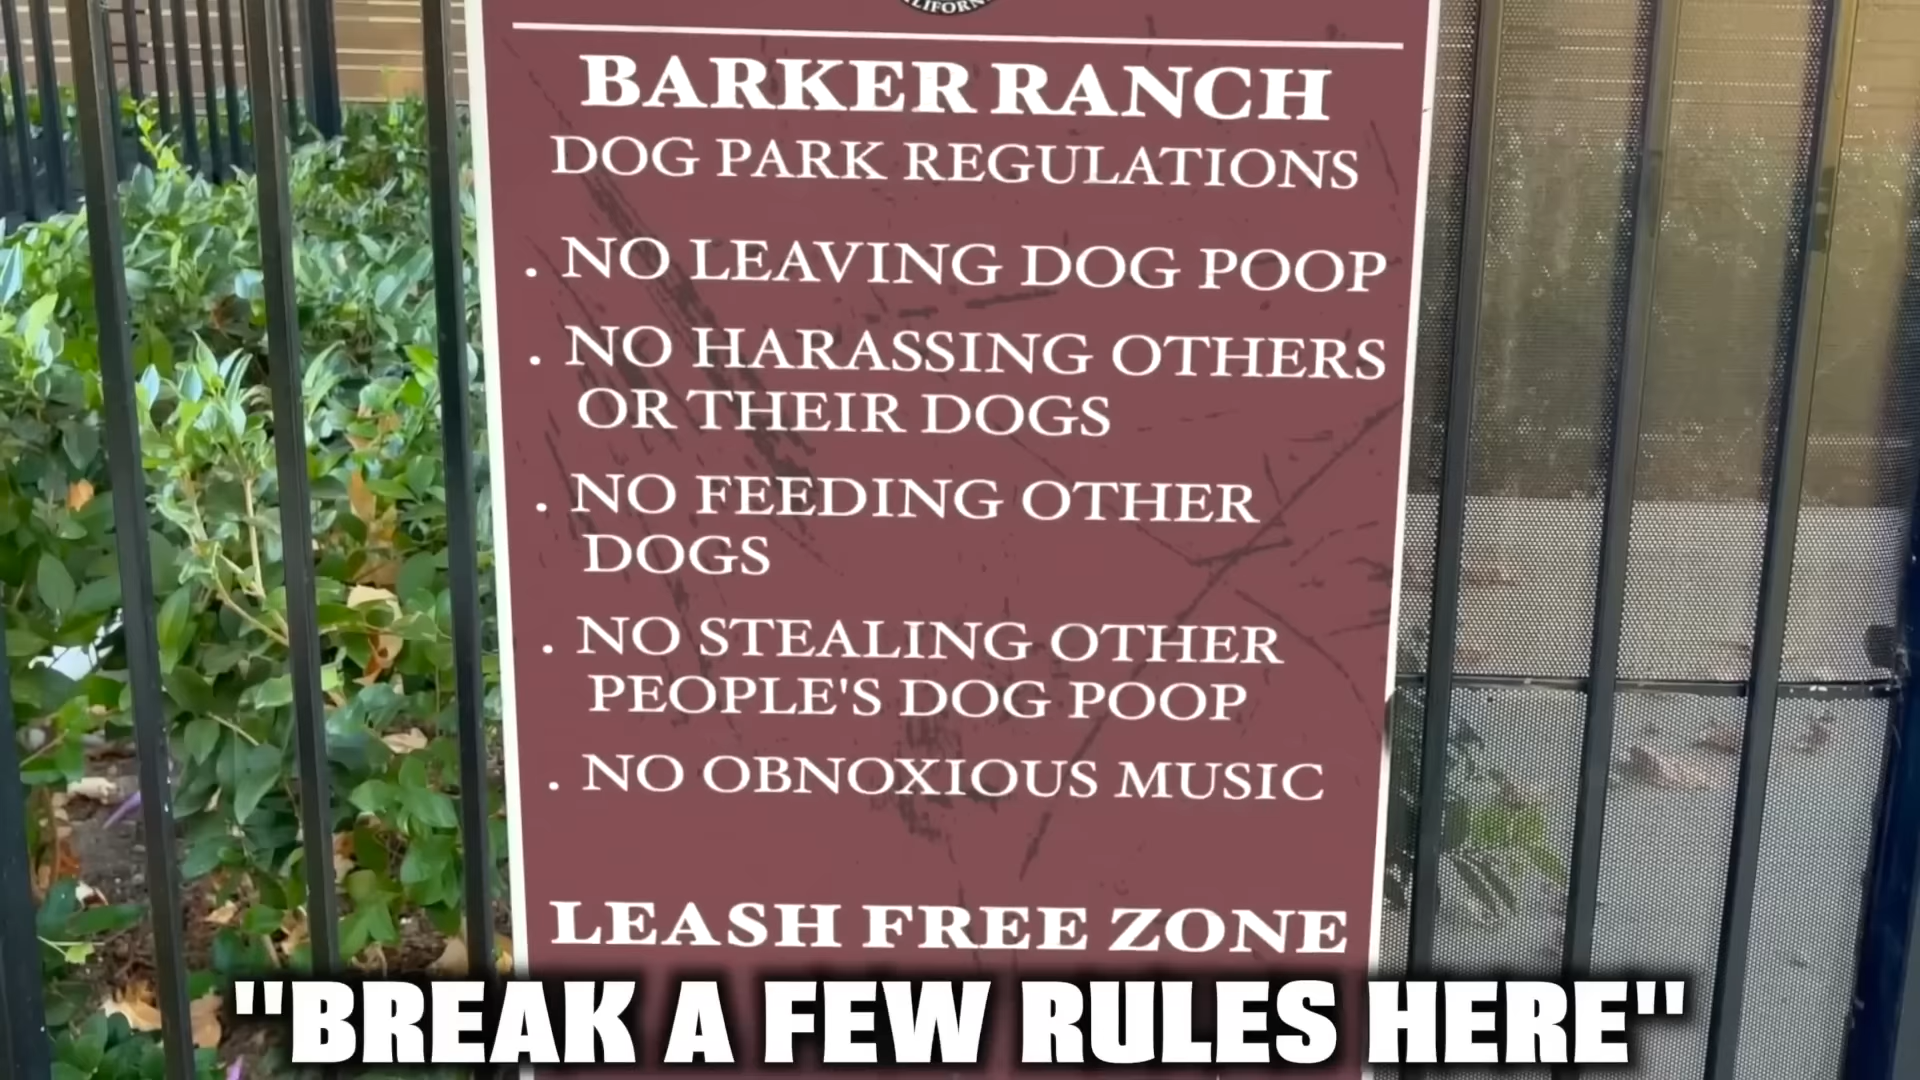 BARKER RANCH
DOG PARK REGULATIONS
. NO LEAVING DOG POOP
. NO HARASSING OTHERS
OR THEIR DOGS
. NO FEEDING OTHER
DOGS
. NO STEALING OTHER
PEOPLE'S DOG POOP
. NO OBNOXIOUS MUSIC
LEASH FREE ZONE
"BREAK A FEW RULES HERE"